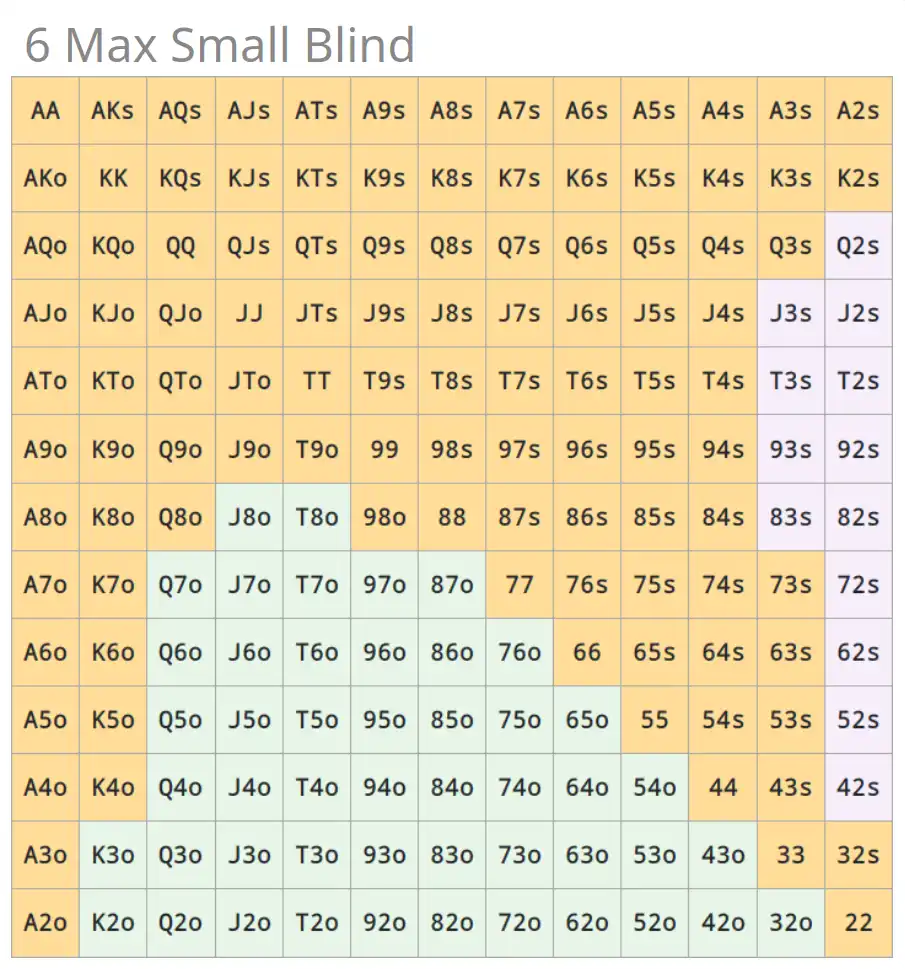 6 Max Small Blind
AA AKs AQs AJs ATs A9s A8s A7s A6s A5s A4s A3s A2s
AKo KK KQs KJs KTs K9s K8s K7s K6s K5s K4s K3s K2s
AQo KQo QQ QJs QTs Q9s Q8s Q7s Q6s Q5s Q4s Q3s Q2s
AJo KJo QJo JJ JTs J9s J8s J7s J6s J5s J4s J3s J2s
ATo KTo QTo JTo TT T9s T8s T7s T6s T5s T4s T3s T2s
A9o K9o Q9o J9o T9o 99 98s 97s 96s 95s 94s 93s 92s
A8o K8o Q8o J8o T8o 98o 88 87s 86s 85s 84s 83s 82s
A7o K7o Q7o J7o T7o 97o 87o 77 76s 75s 74s 73s 72s
A6o K6o Q6o J6o T6o 96o 86o 76o 66 65s 64s 63s 62s
A5o K5o Q5o J5o T5o 95o 85o 75o 65o 55 54s 53s 52s
A4o K4o Q4o J4o T4o 94o 84o 74o 64o 54o 44 43s 42s
A3o K3o Q3o J3o T3o 93o 83o 73o 63o 53o 43o 33 32s
A2o K2o Q2o J2o T2o 92o 82o 72o 62o 52o 42o 32o 22